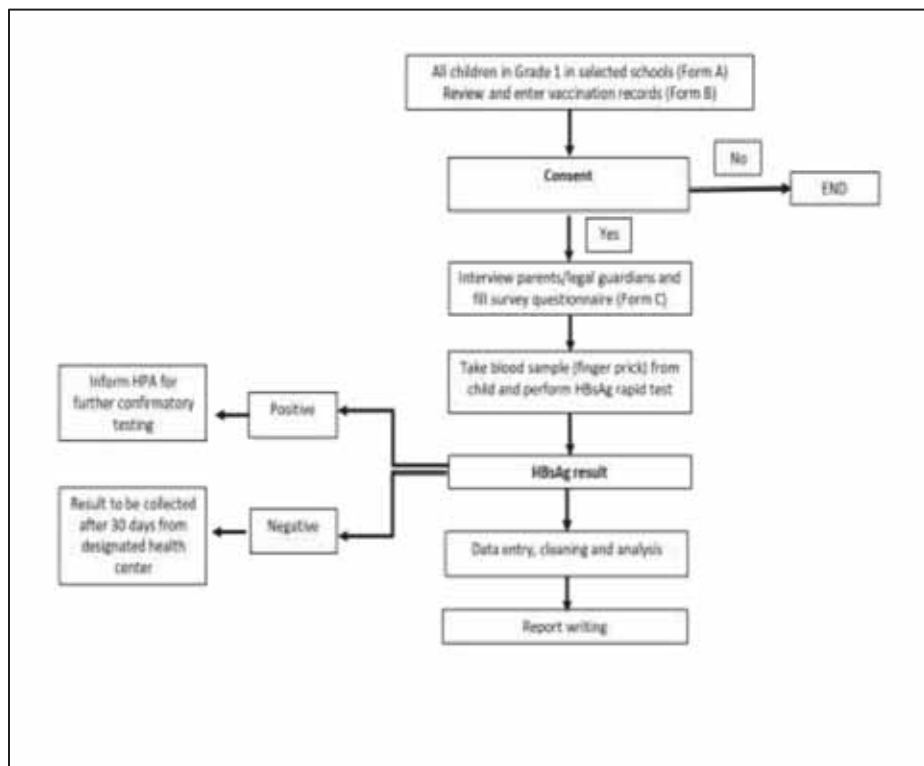 All children in Grade 1 in selected schools (Form A)
Review and enter vaccination records (Form B)
Consent
No
END
Yes
Interview parents/legal guardians and
fill survey questionnaire (Form C)
Take blood sample (finger prick) from
child and perform HBsAg rapid test
Inform HPA for
further confirmatory
testing
Positive
HBsAg result
Result to be collected
after 30 days from
designated health
center
Negative
Data entry, cleaning and analysis
Report writing